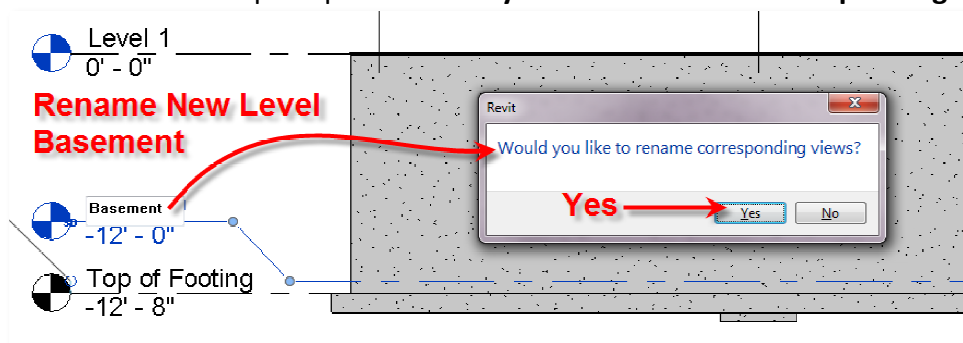 Level 1
0' - 0"
Rename New Level
Basement
Revit
X
Would you like to rename corresponding views?
Yes
Yes
No
Basement
-12' - 0"
Top of Footing
-12' - 8"